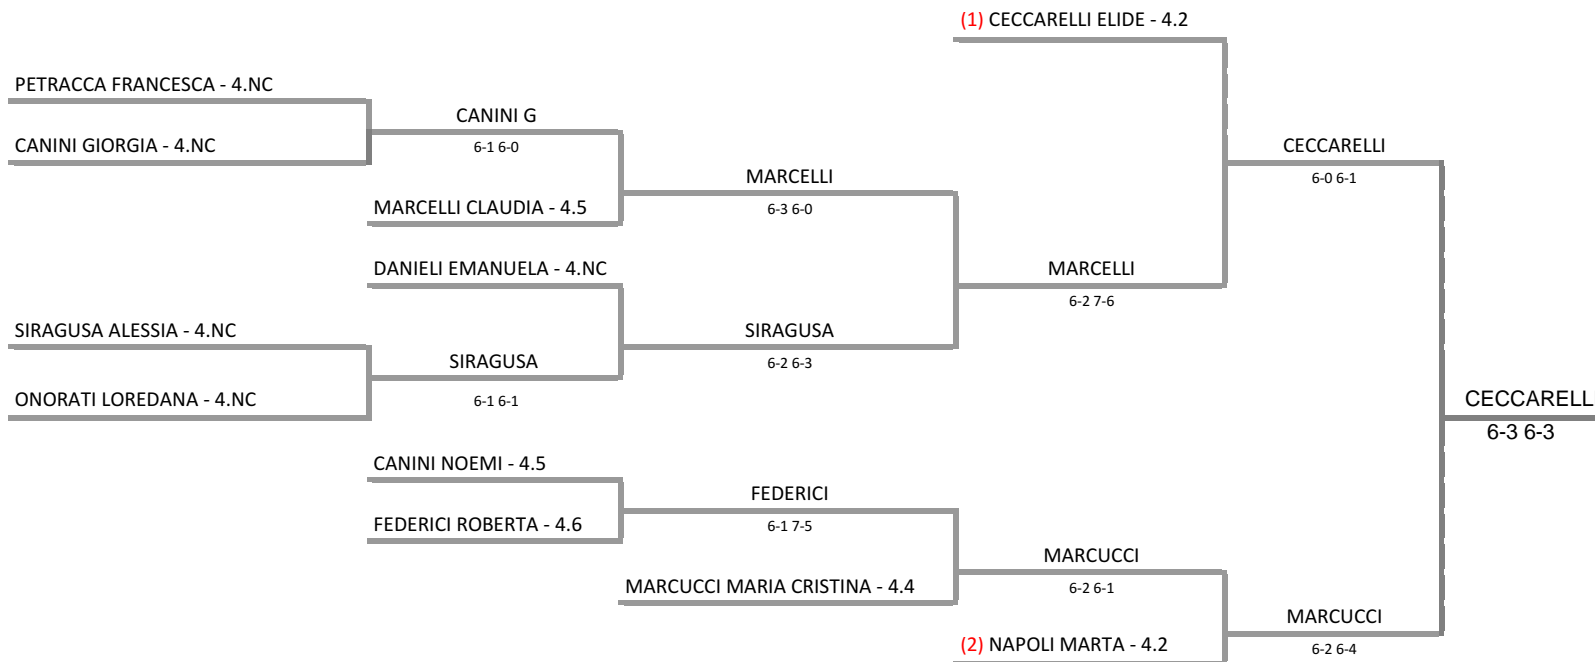 (1) CECCARELLI ELIDE - 4.2
PETRACCA FRANCESCA - 4.NC
CANINI G
CANINI GIORGIA - 4.NC
6-1 6-0
CECCARELLI
6-0 6-1
MARCELLI
MARCELLI CLAUDIA - 4.5
6-3 6-0
DANIELI EMANUELA - 4.NC
MARCELLI
6-2 7-6
SIRAGUSA ALESSIA - 4.NC
SIRAGUSA
SIRAGUSA
6-2 6-3
ONORATI LOREDANA - 4.NC
6-1 6-1
CECCARELL
6-3 6-3
CANINI NOEMI - 4.5
FEDERICI
FEDERICI ROBERTA - 4.6
6-1 7-5
MARCUCCI
MARCUCCI MARIA CRISTINA - 4.4
6-2 6-1
MARCUCCI
(2) NAPOLI MARTA - 4.2
6-2 6-4